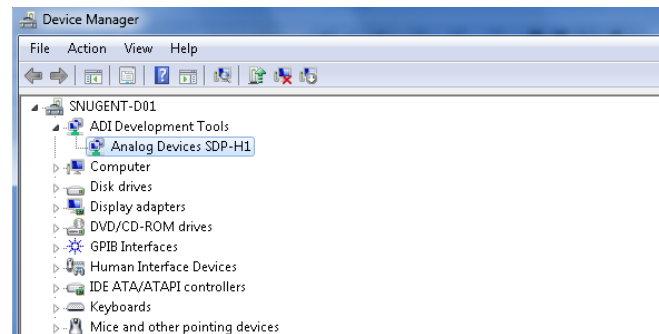 Device Manager
File Action View Help
SNUGENT-D01
ADI Development Tools
Analog Devices SDP-H1
Computer
Disk drives
Display adapters
DVD/CD-ROM drives
GPIB Interfaces
Human Interface Devices
IDE ATA/ATAPI controllers
Keyboards
Mice and other pointing devices